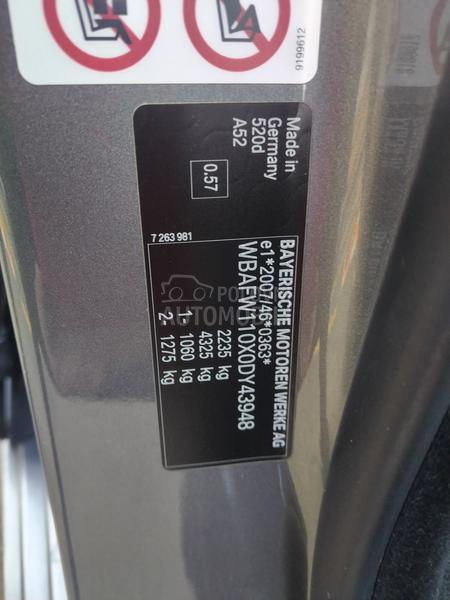 9199612
BAYERISCHE MOTOREN WERKE AG
e1*2007/46*0363*
WBAFW110X0DY43948
2235 kg
4325 kg
1- 1060 kg
2- 1275 kg
7 263 981
0.57
Made in
Germany
520d
A52